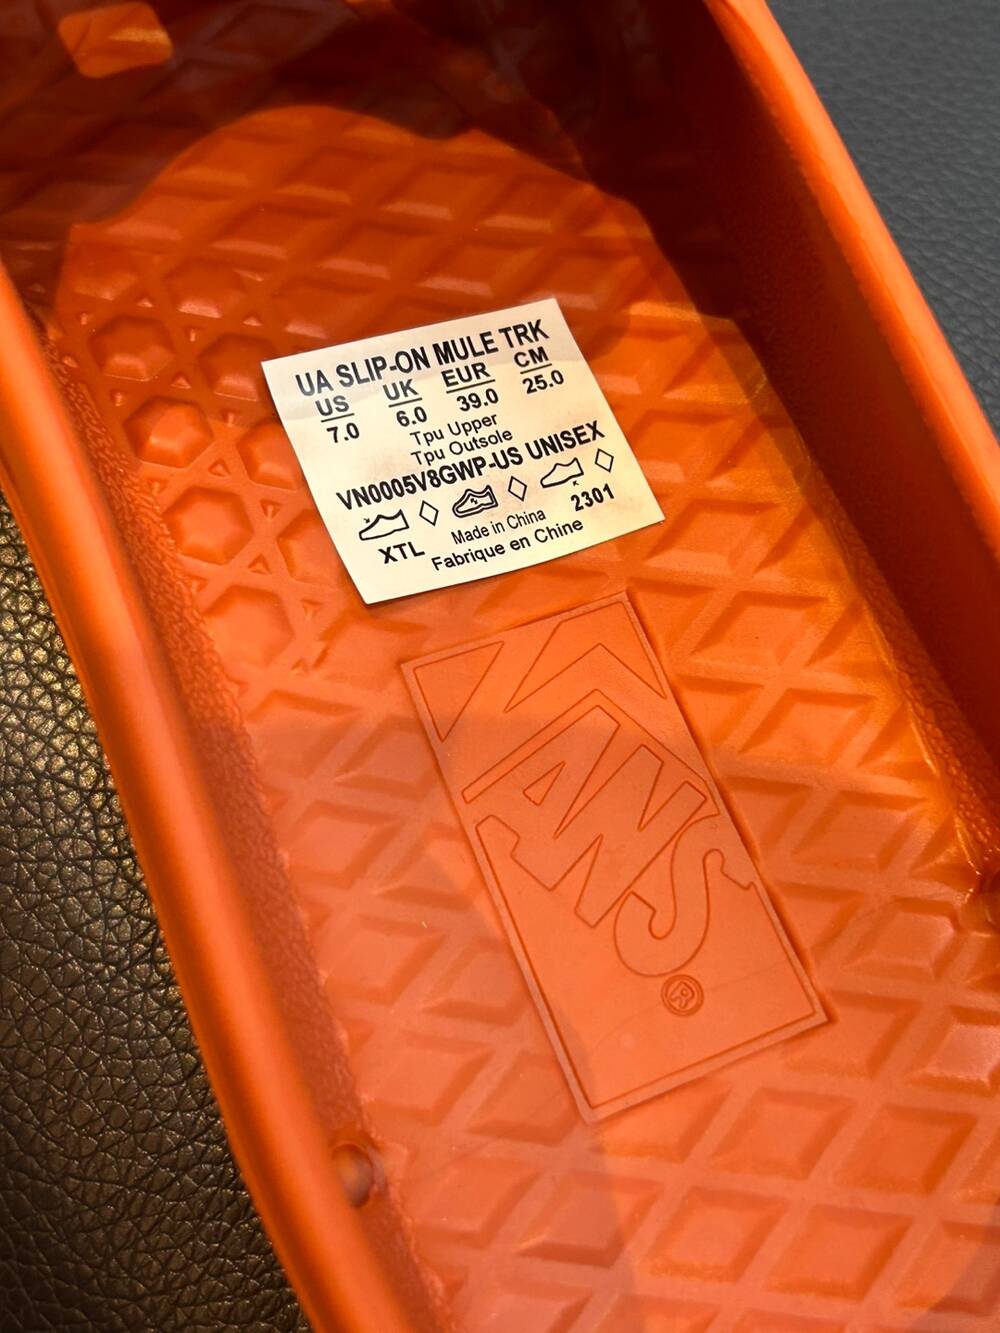 UA SLIP-ON MULE TRK
US UK EUR CM
7.0 6.0 39.0 25.0
Tpu Upper
Tpu Outsole
VN0005V8GWP-US UNISEX
XTL Made in China 2301
Fabrique en Chine
VANS
®